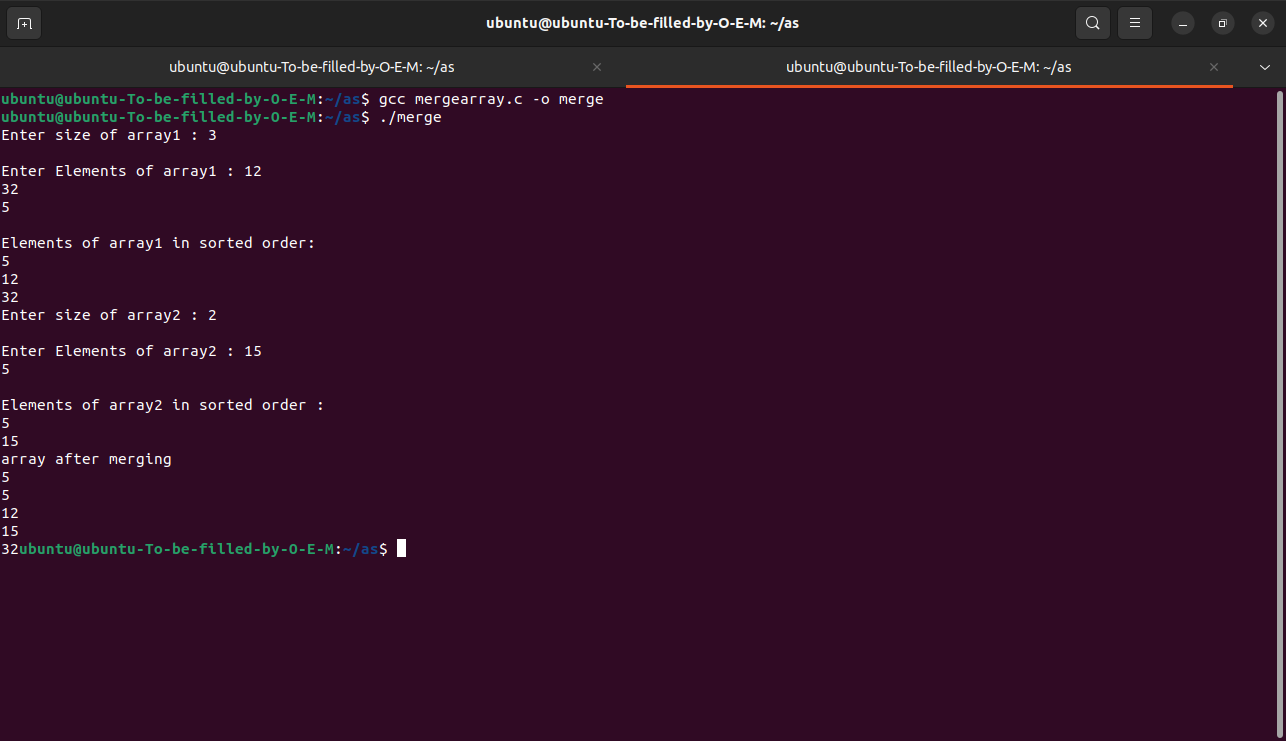 ubuntu@ubuntu-To-be-filled-by-O-E-M: ~/as
ubuntu@ubuntu-To-be-filled-by-O-E-M: ~/as
ubuntu@ubuntu-To-be-filled-by-O-E-M: ~/as
ubuntu@ubuntu-To-be-filled-by-O-E-M:~/as$ gcc mergearray.c -o merge
ubuntu@ubuntu-To-be-filled-by-O-E-M:~/as$ ./merge
Enter size of array1 : 3
Enter Elements of array1 : 12
32
5
Elements of array1 in sorted order:
5
12
32
Enter size of array2 : 2
Enter Elements of array2 : 15
5
Elements of array2 in sorted order :
5
15
array after merging
5
5
12
15
32ubuntu@ubuntu-To-be-filled-by-O-E-M:~/as$